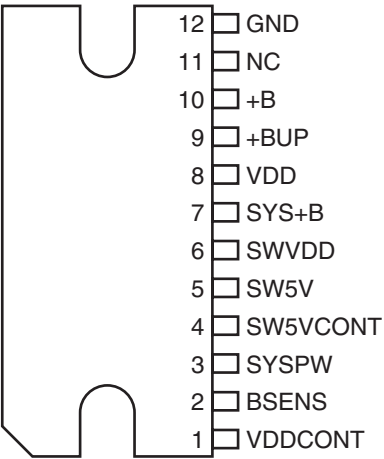 12 GND
11 NC
10 +B
9 +BUP
8 VDD
7 SYS+B
6 SWVDD
5 SW5V
4 SW5VCONT
3 SYSPW
2 BSENS
1 VDDCONT